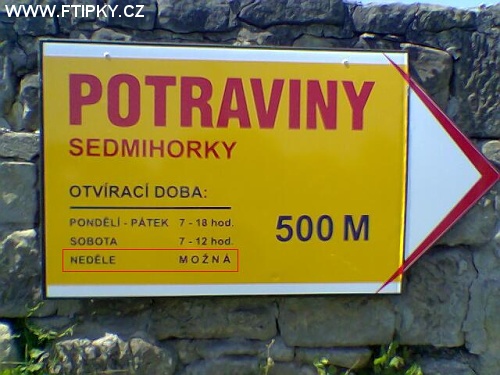 WWW.FTIPKY.CZ
POTRAVINY
SEDMIHORKY
OTVÍRACÍ DOBA:
PONDĚLÍ - PÁTEK 7 - 18 hod.
SOBOTA 7 - 12 hod.
NEDĚLE MOŽNÁ
500 M